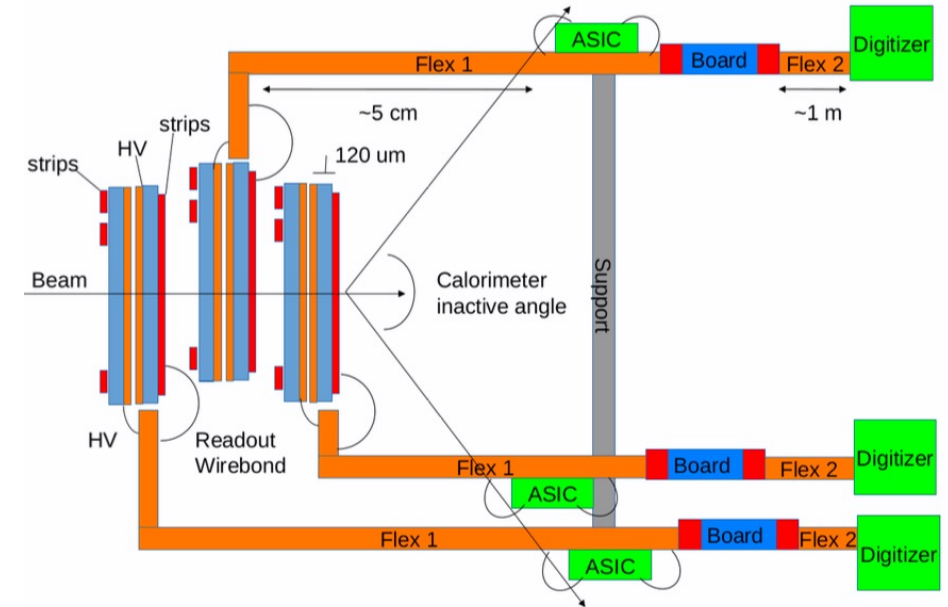 ASIC
Digitizer
Flex 1
Board
Flex 2
~5 cm
~1 m
strips
HV
strips
120 um
Beam
Calorimeter
inactive angle
Support
HV
Readout
Wirebond
Flex 1
Board
Flex 2
Digitizer
ASIC
Flex 1
Board
Flex 2
Digitizer
ASIC